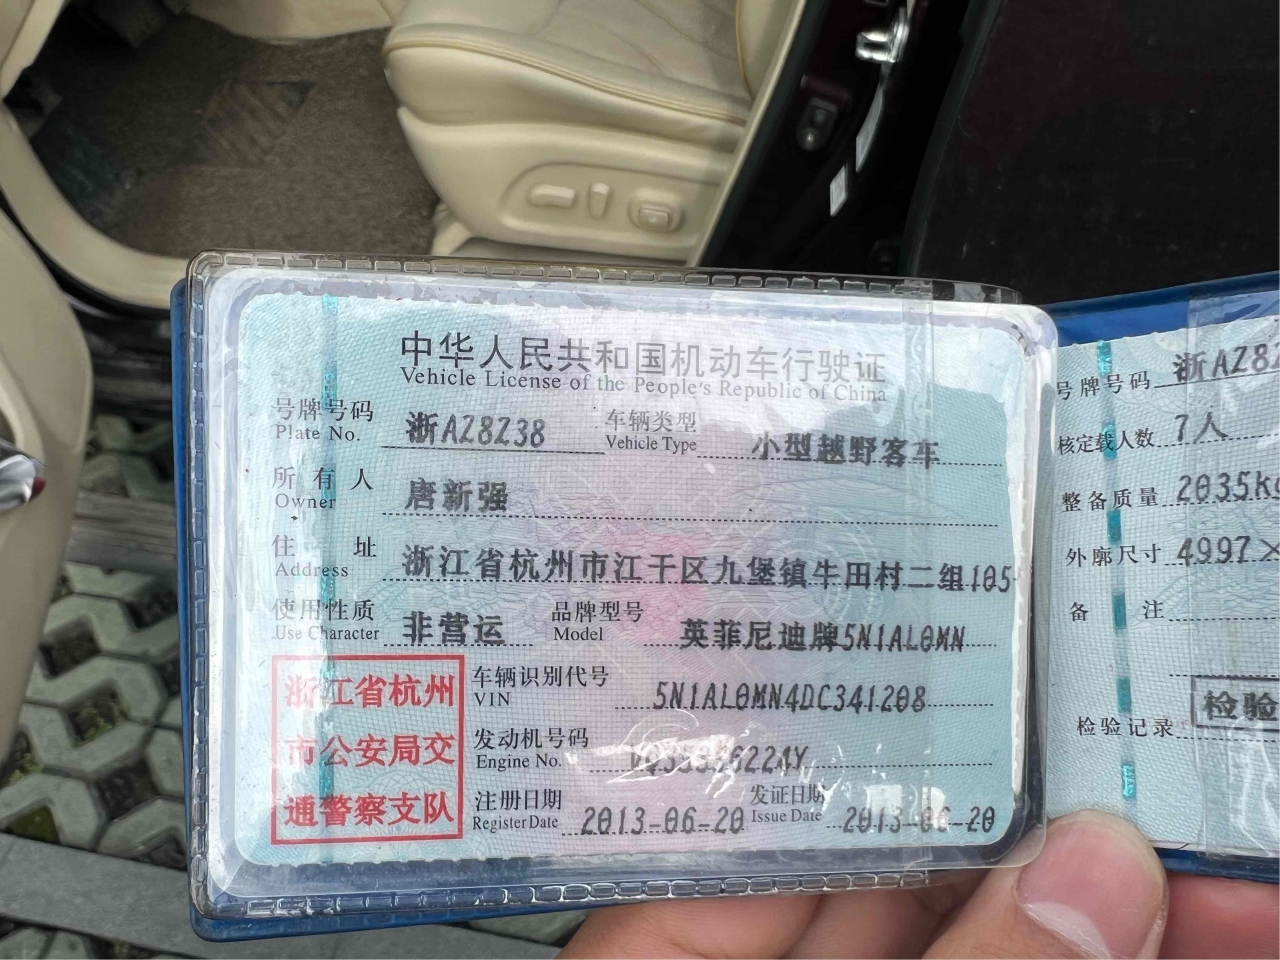 中华人民共和国机动车行驶证
Vehicle License of the People's Republic of China
号牌号码 浙AZ8Z38 车辆类型 小型越野客车
Plate No. Vehicle Type
所有人 唐新强
Owner
住址 浙江省杭州市江干区九堡镇牛田村二组105
Address
使用性质 非营运 品牌型号 英菲尼迪牌5N1AL0MN
Use Character Model
浙江省杭州
市公安局交
通警察支队
车辆识别代号 5N1AL0MN4DC341208
VIN
发动机号码
Engine No.
注册日期 2013-06-20 发证日期 2013-06-20
Register Date Issue Date
号牌号码 浙AZ8Z
核定载人数 7人
整备质量 2035kg
外廓尺寸 4997×
备注
检验记录 检验